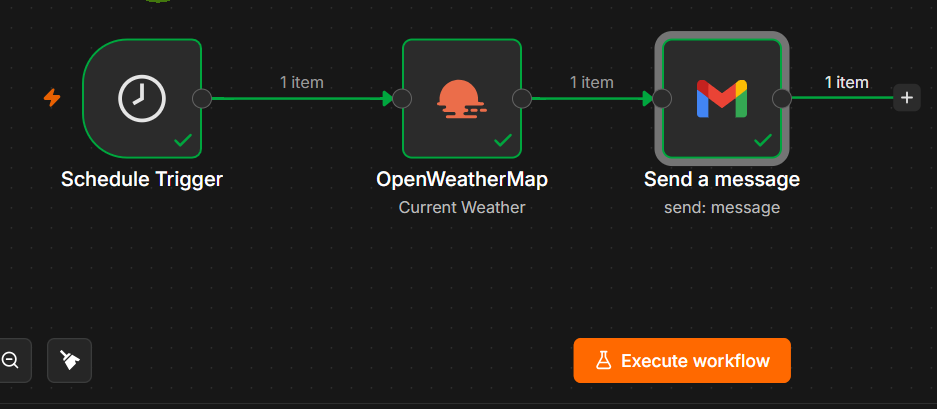 1 item
1 item
1 item
Schedule Trigger
OpenWeatherMap
Send a message
Current Weather
send: message
Execute workflow